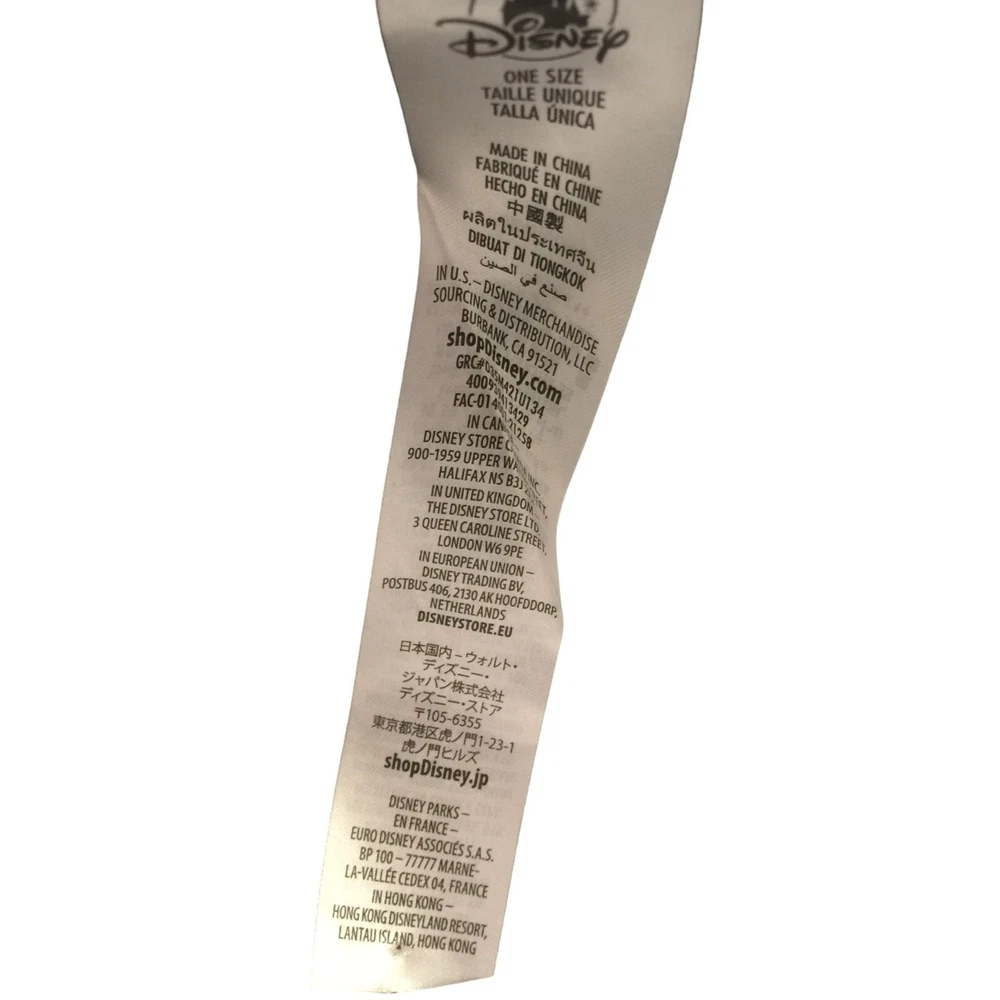 Disney
ONE SIZE
TAILLE UNIQUE
TALLA ÚNICA
MADE IN CHINA
FABRIQUÉ EN CHINE
HECHO EN CHINA
中國製
ผลิตในประเทศจีน
DIBUAT DI TIONGKOK
صنع في الصين
IN U.S. – DISNEY MERCHANDISE
SOURCING & DISTRIBUTION, LLC
BURBANK, CA 91521
shopDisney.com
FAC-014
IN
DISNEY STORE
900-1959 UPPER
HALIFAX NS B3J
IN UNITED KINGDOM
THE DISNEY STORE LTD
3 QUEEN CAROLINE STREET,
LONDON W6 9PE
IN EUROPEAN UNION –
DISNEY TRADING BV,
POSTBUS 406, 2130 AK HOOFDDORP,
NETHERLANDS
DISNEYSTORE.EU
日本国内 – ウォルト・
ディズニー・
ジャパン株式会社
ディズニー・ストア
〒105-6355
東京都港区虎ノ門1-23-1
虎ノ門ヒルズ
shopDisney.jp
DISNEY PARKS –
EN FRANCE –
EURO DISNEY ASSOCIÉS S.A.S.
BP 100 – 77777 MARNE-
LA-VALLÉE CEDEX 04, FRANCE
IN HONG KONG –
HONG KONG DISNEYLAND RESORT,
LANTAU ISLAND, HONG KONG